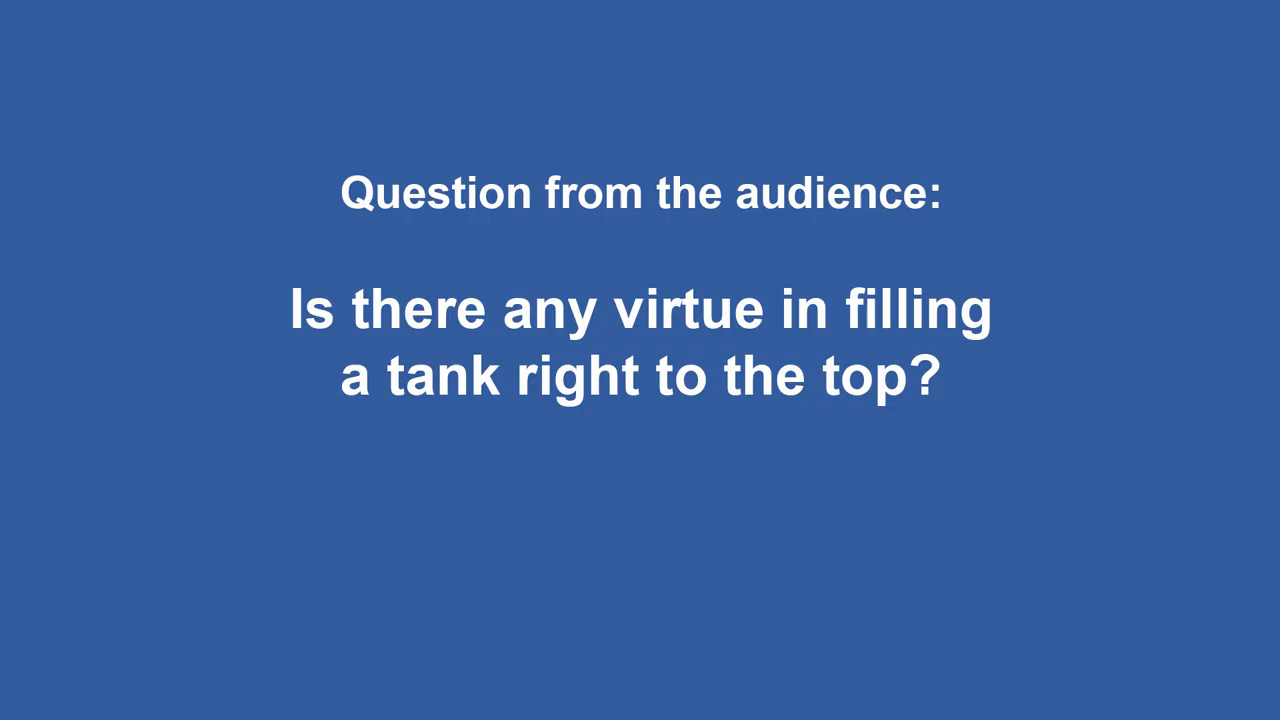 Question from the audience:
Is there any virtue in filling
a tank right to the top?